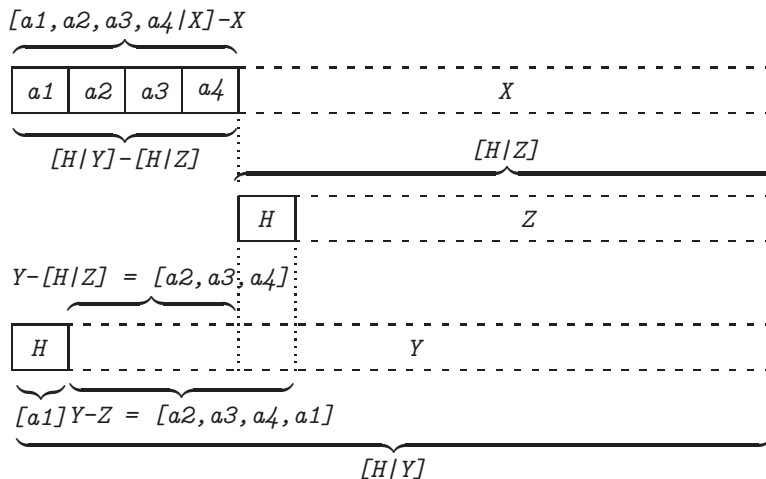 [a1,a2,a3,a4|X]-X
a1 a2 a3 a4 X
[H|Y]-[H|Z] [H|Z]
H Z
Y-[H|Z] = [a2,a3,a4]
H Y
[a1] Y-Z = [a2,a3,a4,a1]
[H|Y]